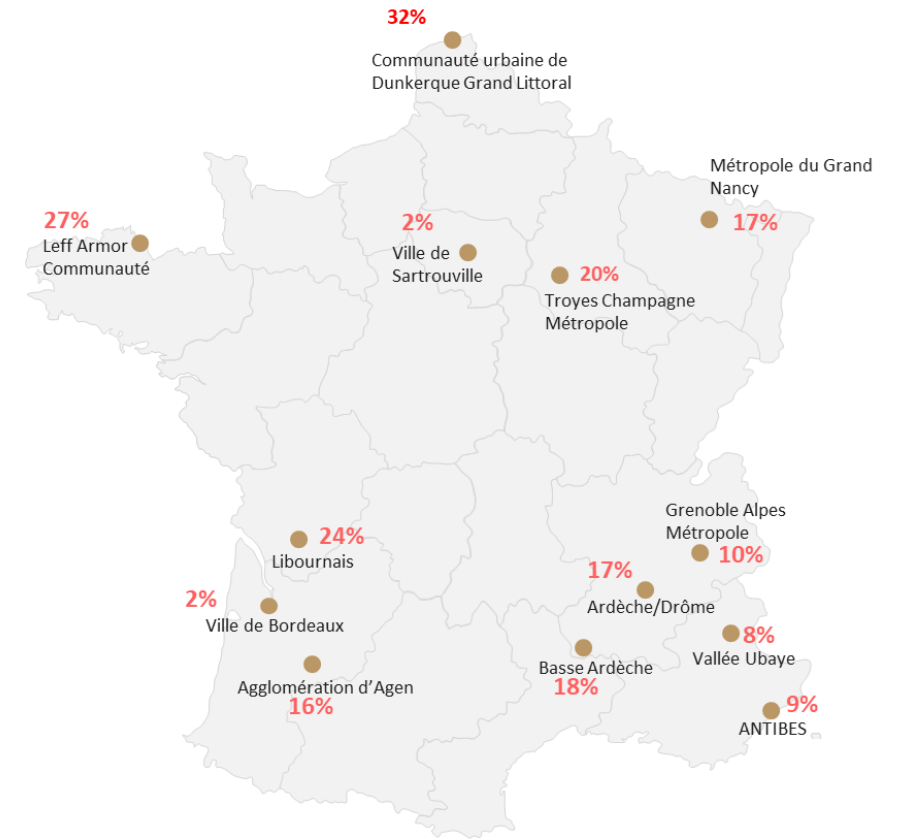 32%
Communauté urbaine de
Dunkerque Grand Littoral
Métropole du Grand
Nancy
17%
27%
Leff Armor
Communauté
2%
Ville de
Sartrouville
20%
Troyes Champagne
Métropole
Grenoble Alpes
Métropole
10%
24%
Libournais
17%
Ardèche/Drôme
2%
Ville de Bordeaux
8%
Vallée Ubaye
Basse Ardèche
18%
Agglomération d’Agen
16%
9%
ANTIBES